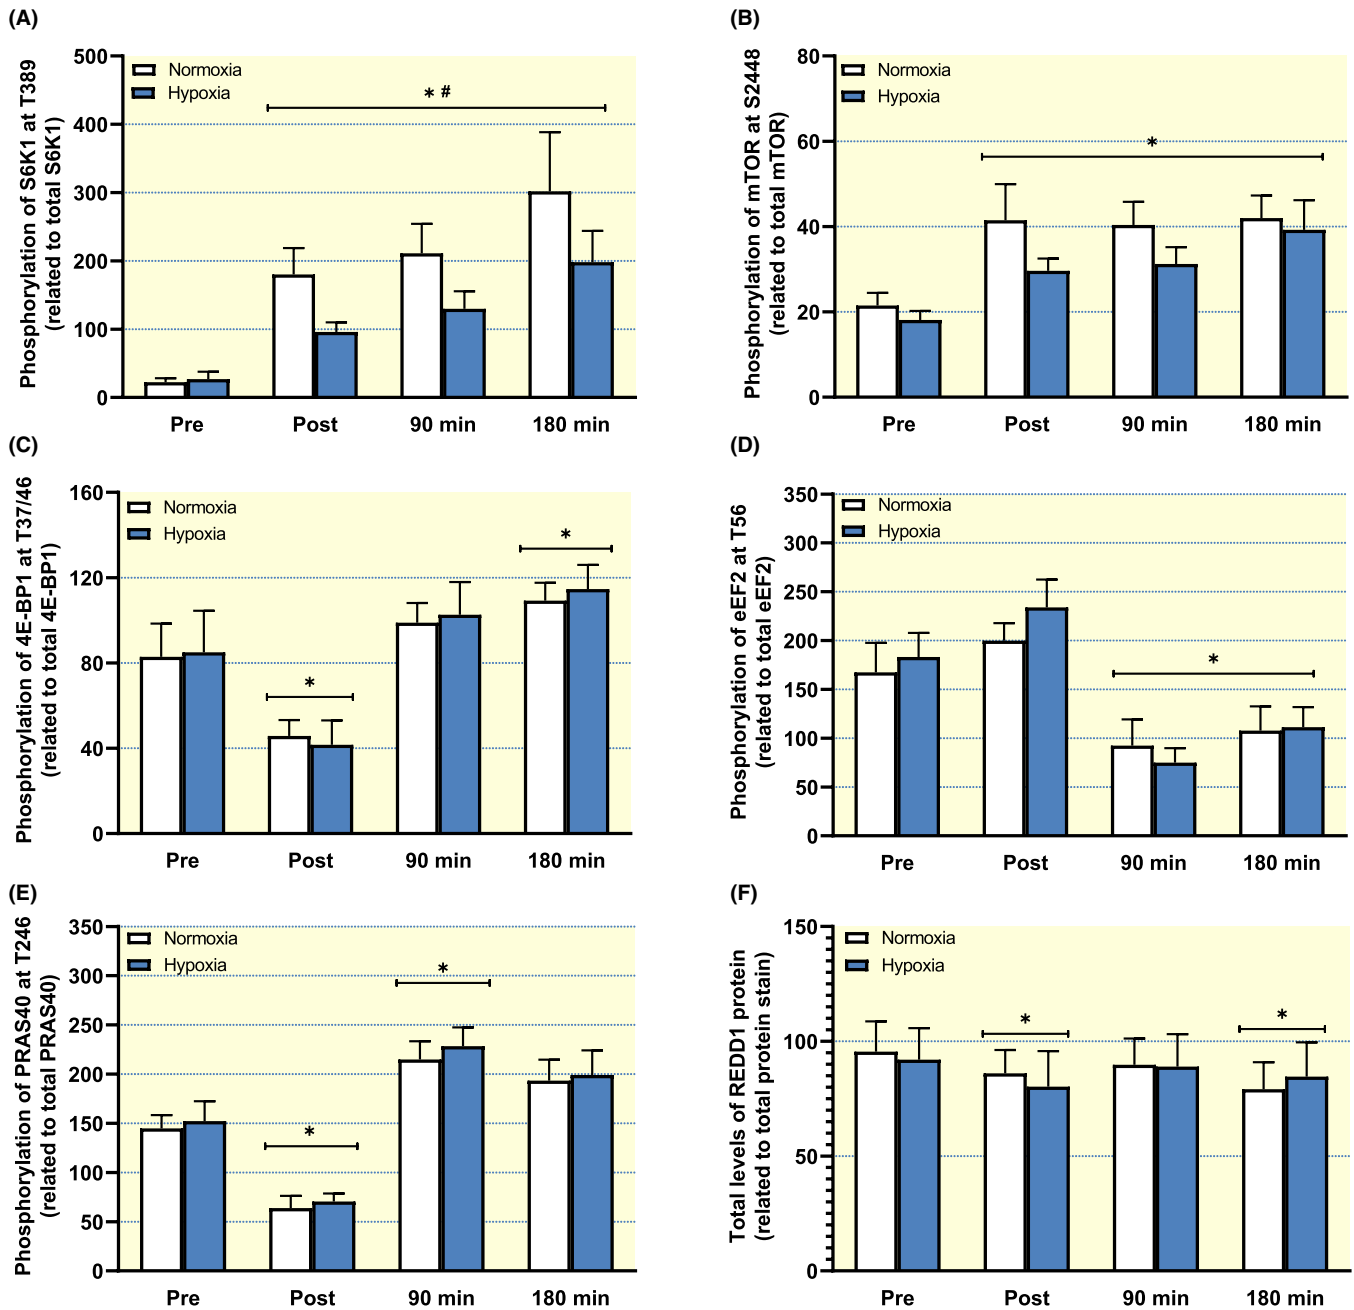 (A)
Phosphorylation of S6K1 at T389
(related to total S6K1)
500
400
300
200
100
0
Normoxia
Hypoxia
* #
Pre
Post
90 min
180 min
(B)
Phosphorylation of mTOR at S2448
(related to total mTOR)
80
60
40
20
0
Normoxia
Hypoxia
*
Pre
Post
90 min
180 min
(C)
Phosphorylation of 4E-BP1 at T37/46
(related to total 4E-BP1)
160
120
80
40
0
Normoxia
Hypoxia
*
*
Pre
Post
90 min
180 min
(D)
Phosphorylation of eEF2 at T56
(related to total eEF2)
350
300
250
200
150
100
50
0
Normoxia
Hypoxia
*
Pre
Post
90 min
180 min
(E)
Phosphorylation of PRAS40 at T246
(related to total PRAS40)
350
300
250
200
150
100
50
0
Normoxia
Hypoxia
*
*
Pre
Post
90 min
180 min
(F)
Total levels of REDD1 protein
(related to total protein stain)
150
100
50
0
Normoxia
Hypoxia
*
*
Pre
Post
90 min
180 min